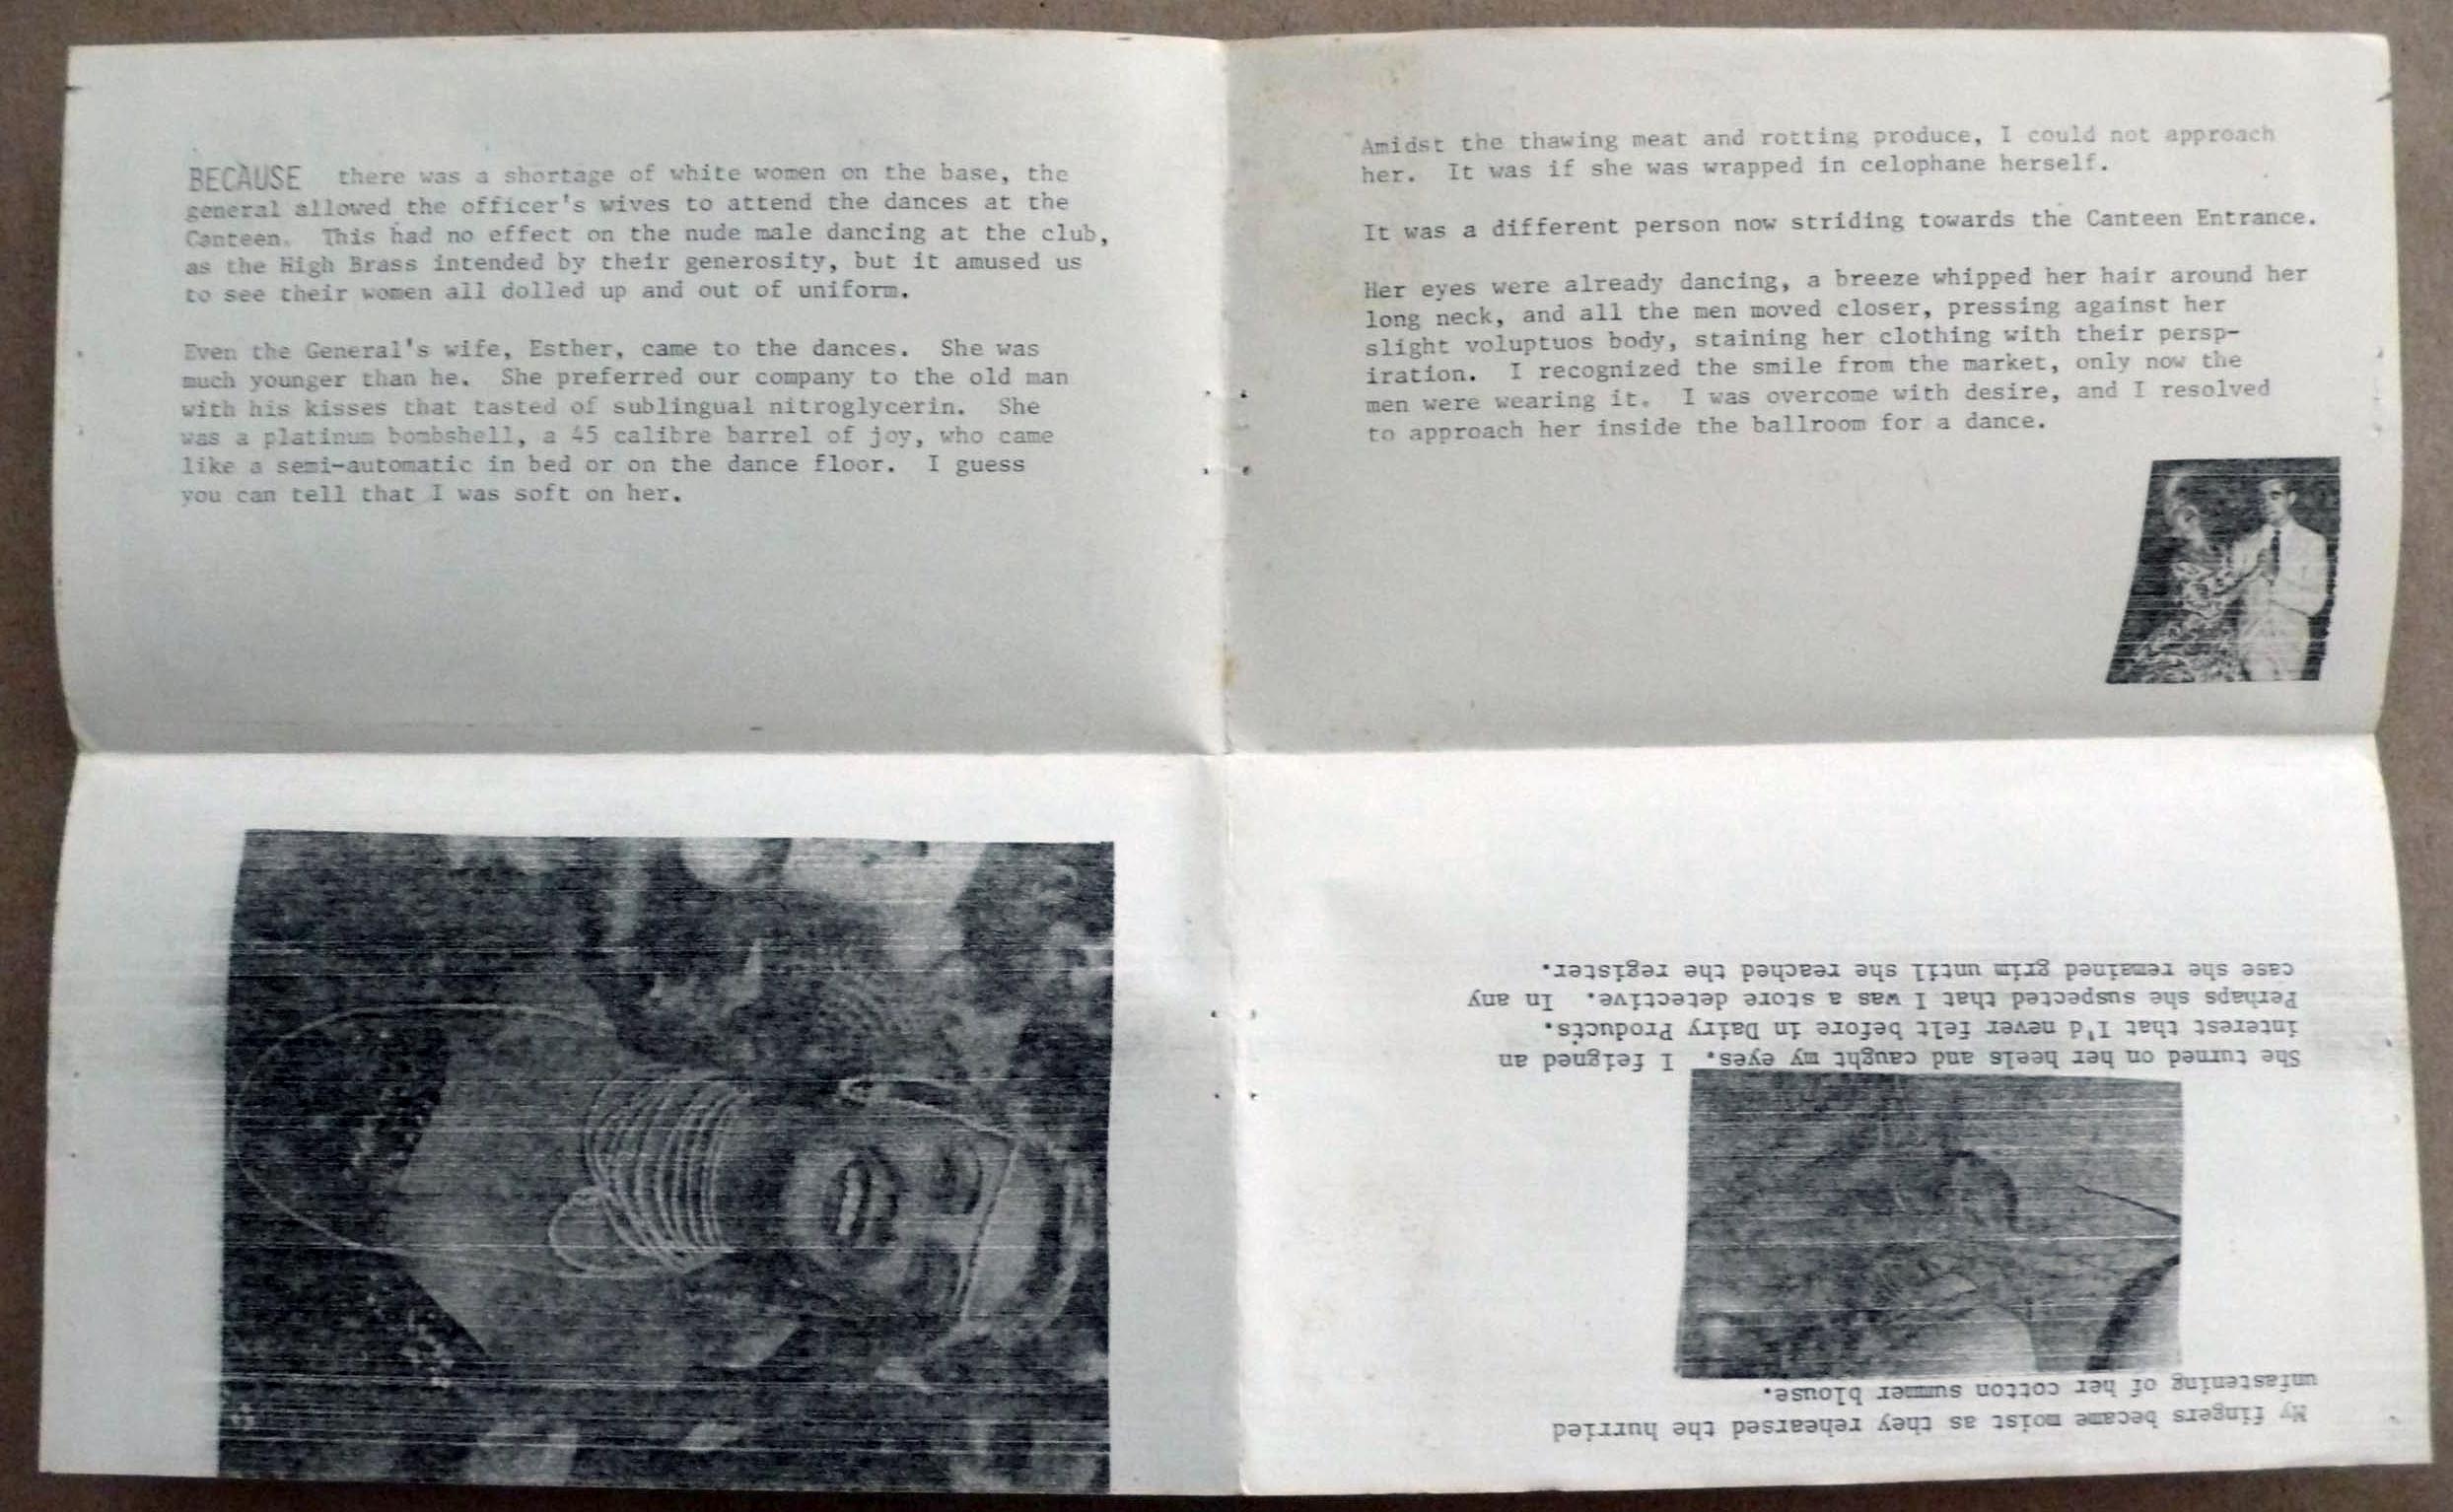 BECAUSE there was a shortage of white women on the base, the
general allowed the officer's wives to attend the dances at the
Canteen. This had no effect on the nude male dancing at the club,
as the High Brass intended by their generosity, but it amused us
to see their women all dolled up and out of uniform.
Even the General's wife, Esther, came to the dances. She was
much younger than he. She preferred our company to the old man
with his kisses that tasted of sublingual nitroglycerin. She
was a platinum bombshell, a 45 calibre barrel of joy, who came
like a semi-automatic in bed or on the dance floor. I guess
you can tell that I was soft on her.
Amidst the thawing meat and rotting produce, I could not approach
her. It was if she was wrapped in celophane herself.
It was a different person now striding towards the Canteen Entrance.
Her eyes were already dancing, a breeze whipped her hair around her
long neck, and all the men moved closer, pressing against her
slight voluptuos body, staining her clothing with their persp-
iration. I recognized the smile from the market, only now the
men were wearing it. I was overcome with desire, and I resolved
to approach her inside the ballroom for a dance.
My fingers became moist as they rehearsed the hurried
unfastening of her cotton summer blouse.
She turned on her heels and caught my eyes. I feigned an
interest that I'd never felt before in Dairy Products.
Perhaps she suspected that I was a store detective. In any
case she remained grim until she reached the register.